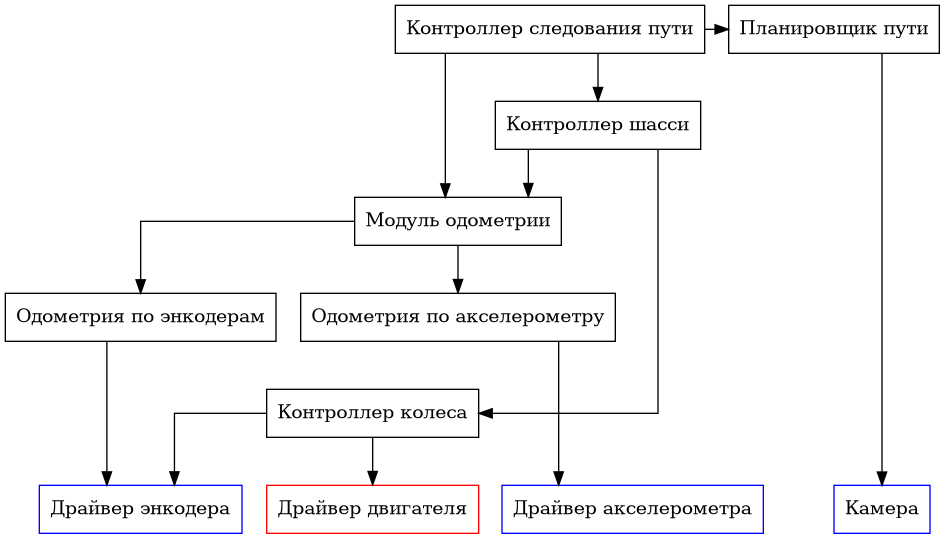 Контроллер следования пути
Планировщик пути
Контроллер шасси
Модуль одометрии
Одометрия по энкодерам
Одометрия по акселерометру
Контроллер колеса
Драйвер энкодера
Драйвер двигателя
Драйвер акселерометра
Камера